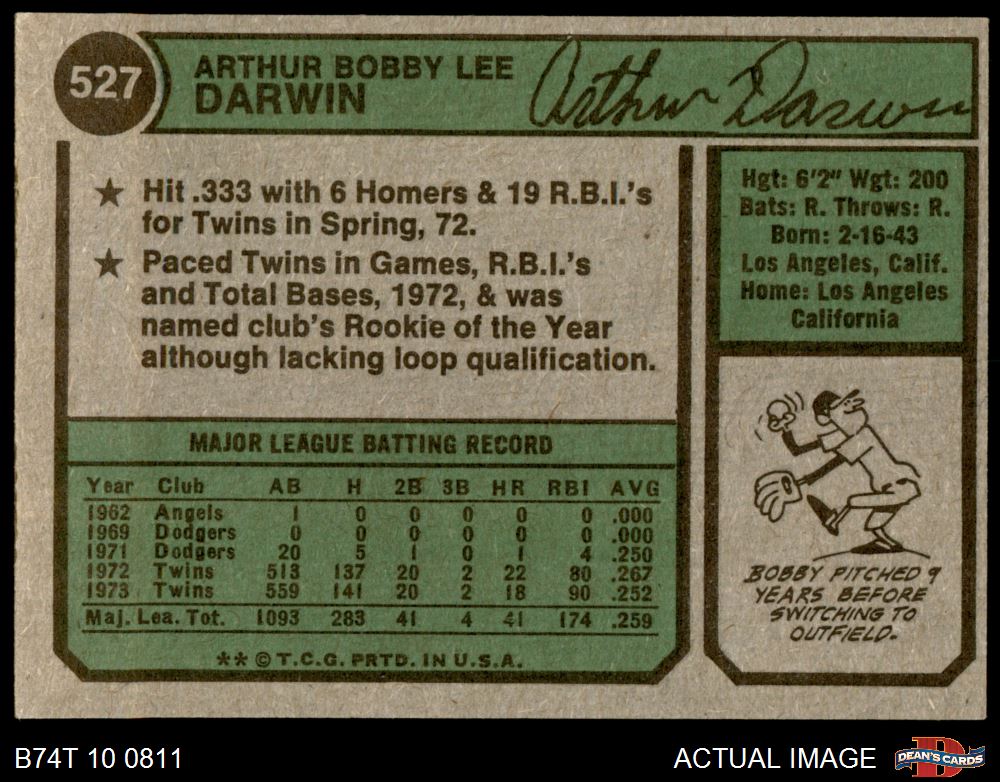 527
ARTHUR BOBBY LEE
DARWIN
Arthur Darwin
★ Hit .333 with 6 Homers & 19 R.B.I.'s
for Twins in Spring, 72.
★ Paced Twins in Games, R.B.I.'s
and Total Bases, 1972, & was
named club's Rookie of the Year
although lacking loop qualification.
Hgt: 6'2" Wgt: 200
Bats: R. Throws: R.
Born: 2-16-43
Los Angeles, Calif.
Home: Los Angeles
California
MAJOR LEAGUE BATTING RECORD
Year Club AB H 2B 3B HR RBI AVG
1962 Angels 1 0 0 0 0 0 .000
1969 Dodgers 0 0 0 0 0 0 .000
1971 Dodgers 20 5 1 0 1 4 .250
1972 Twins 513 137 20 2 22 80 .267
1973 Twins 559 141 20 2 18 90 .252
Maj. Lea. Tot. 1093 283 41 4 41 174 .259
** © T.C.G. PRTD. IN U.S.A.
BOBBY PITCHED 9
YEARS BEFORE
SWITCHING TO
OUTFIELD.
B74T 10 0811
ACTUAL IMAGE
D
DEAN'S CARDS